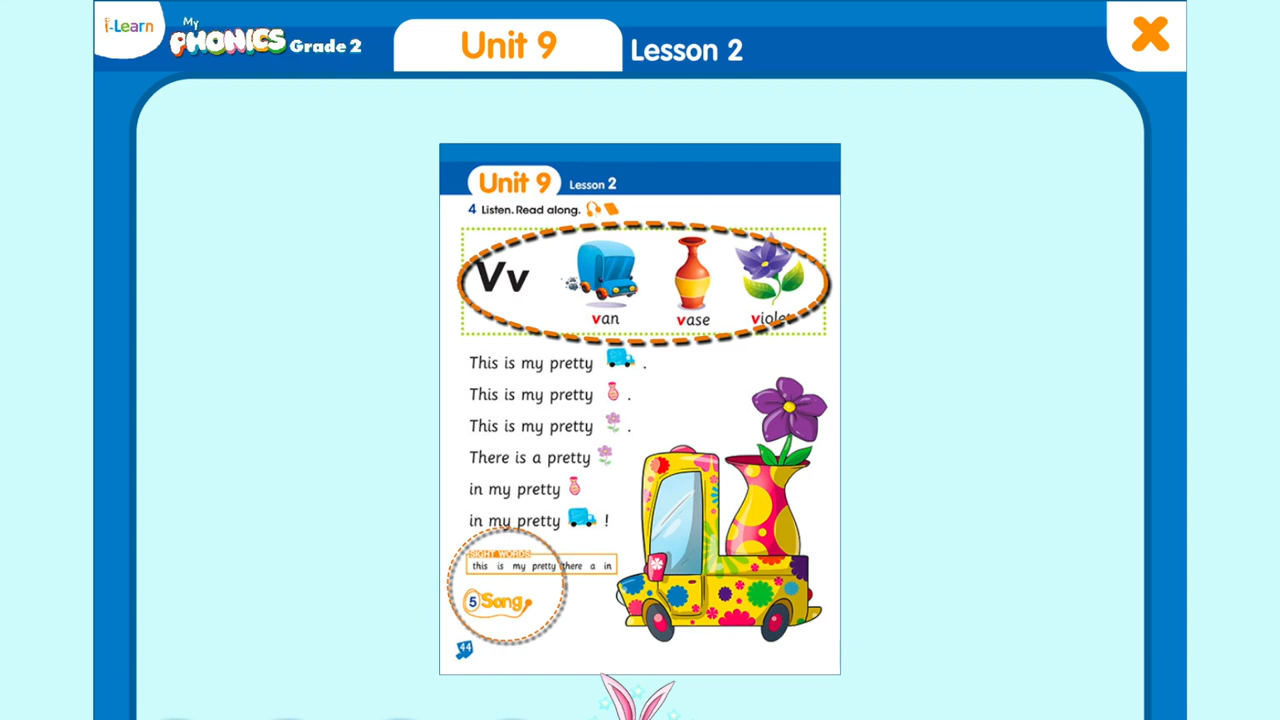 i-Learn
My
PHONICS Grade 2
Unit 9 Lesson 2
Unit 9 Lesson 2
4 Listen. Read along.
Vv
van vase violet
This is my pretty .
This is my pretty .
This is my pretty .
There is a pretty
in my pretty
in my pretty !
SIGHT WORDS
this is my pretty there a in
5 Song
44